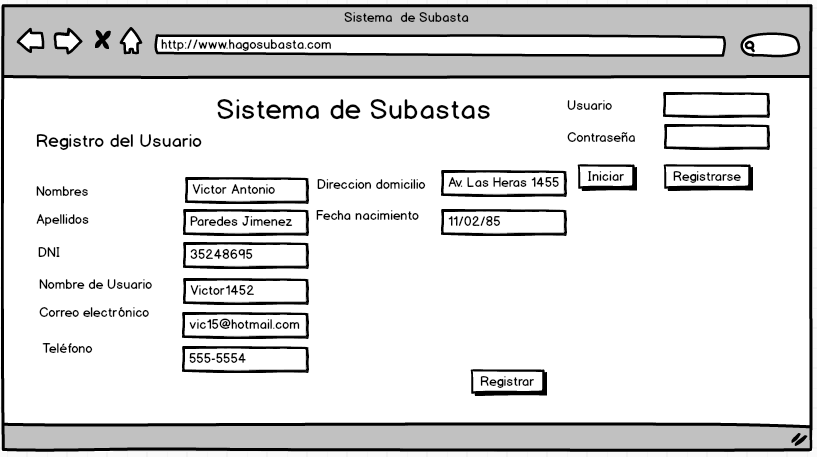 Sistema de Subasta
http://www.hagosubasta.com
Sistema de Subastas
Usuario
Contraseña
Iniciar
Registrarse
Registro del Usuario
Nombres
Victor Antonio
Direccion domicilio
Av. Las Heras 1455
Apellidos
Paredes Jimenez
Fecha nacimiento
11/02/85
DNI
35248695
Nombre de Usuario
Victor1452
Correo electrónico
vic15@hotmail.com
Teléfono
555-5554
Registrar